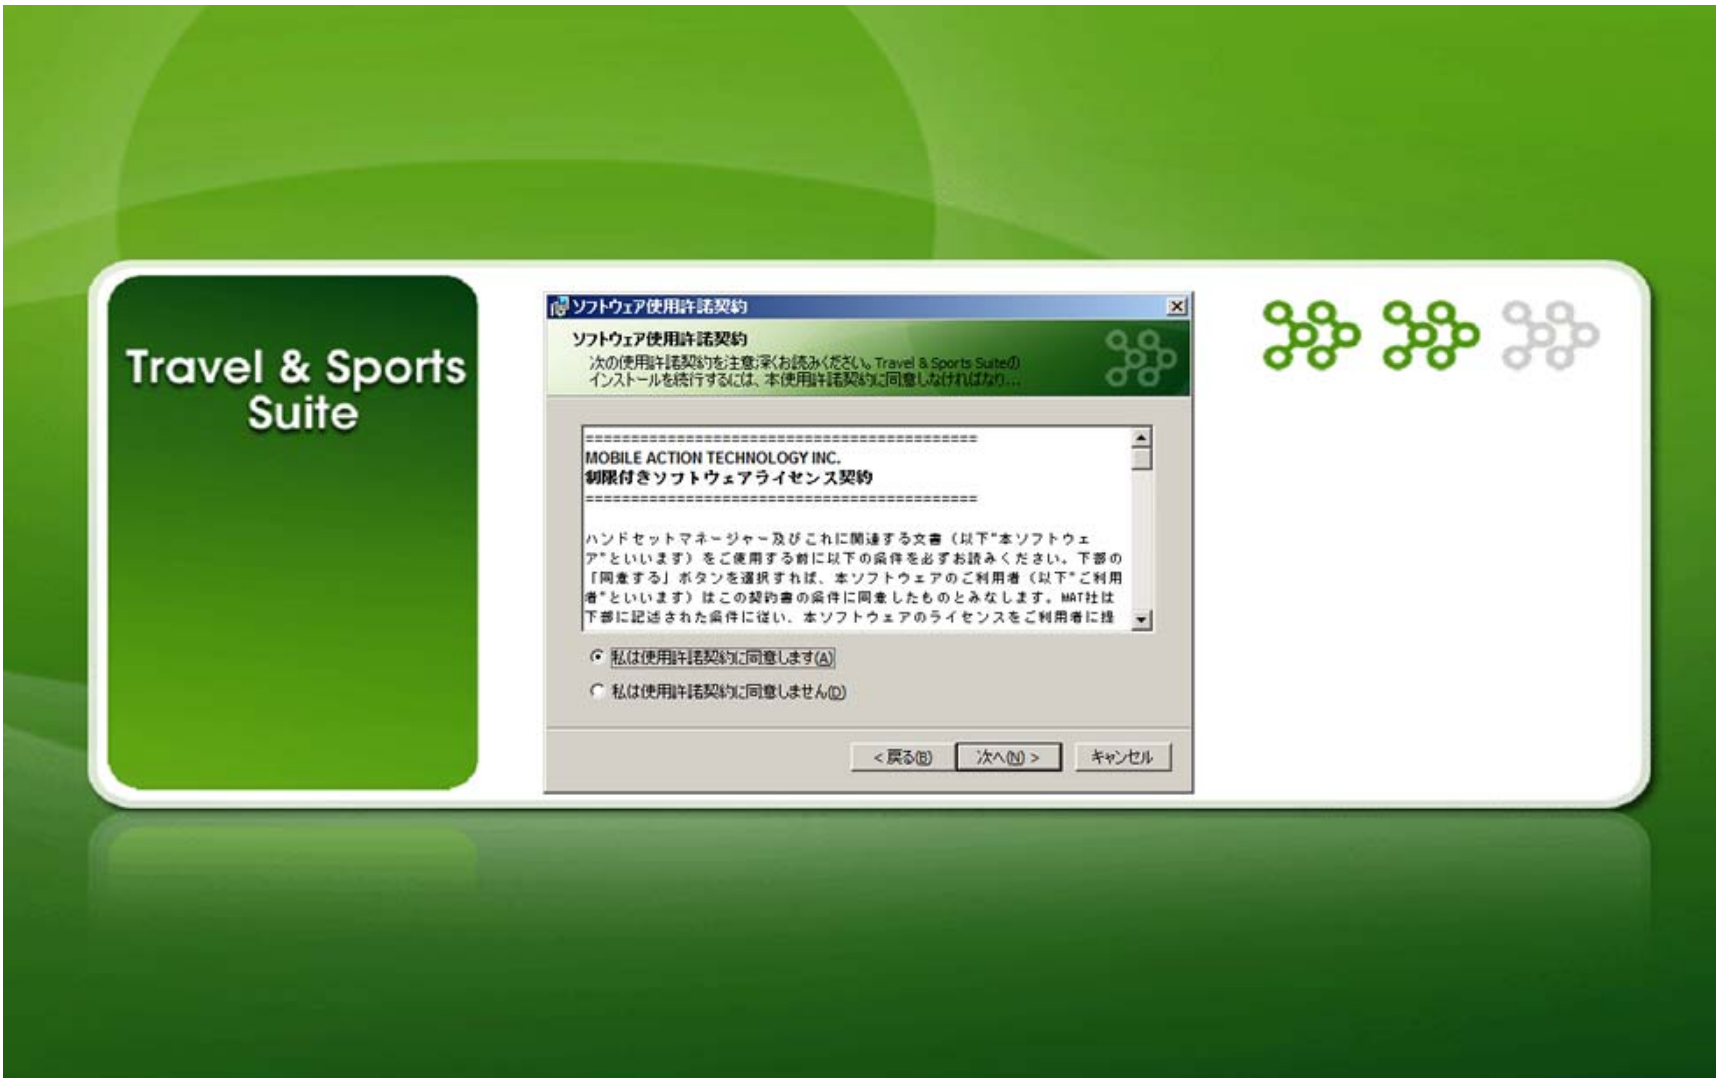 Travel & Sports
Suite
ソフトウェア使用許諾契約
ソフトウェア使用許諾契約
次の使用許諾契約を注意深くお読みください。Travel & Sports Suiteの
インストールを続行するには、本使用許諾契約に同意しなければなり...
===========================================
MOBILE ACTION TECHNOLOGY INC.
制限付きソフトウェアライセンス契約
===========================================
ハンドセットマネージャー及びこれに関連する文書（以下"本ソフトウェ
ア"といいます）をご使用する前に以下の条件を必ずお読みください。下部の
「同意する」ボタンを選択すれば、本ソフトウェアのご利用者（以下"ご利用
者"といいます）はこの契約書の条件に同意したものとみなします。MAT社は
下部に記述された条件に従い、本ソフトウェアのライセンスをご利用者に提
私は使用許諾契約に同意します(A)
私は使用許諾契約に同意しません(D)
< 戻る(B)
次へ(N) >
キャンセル